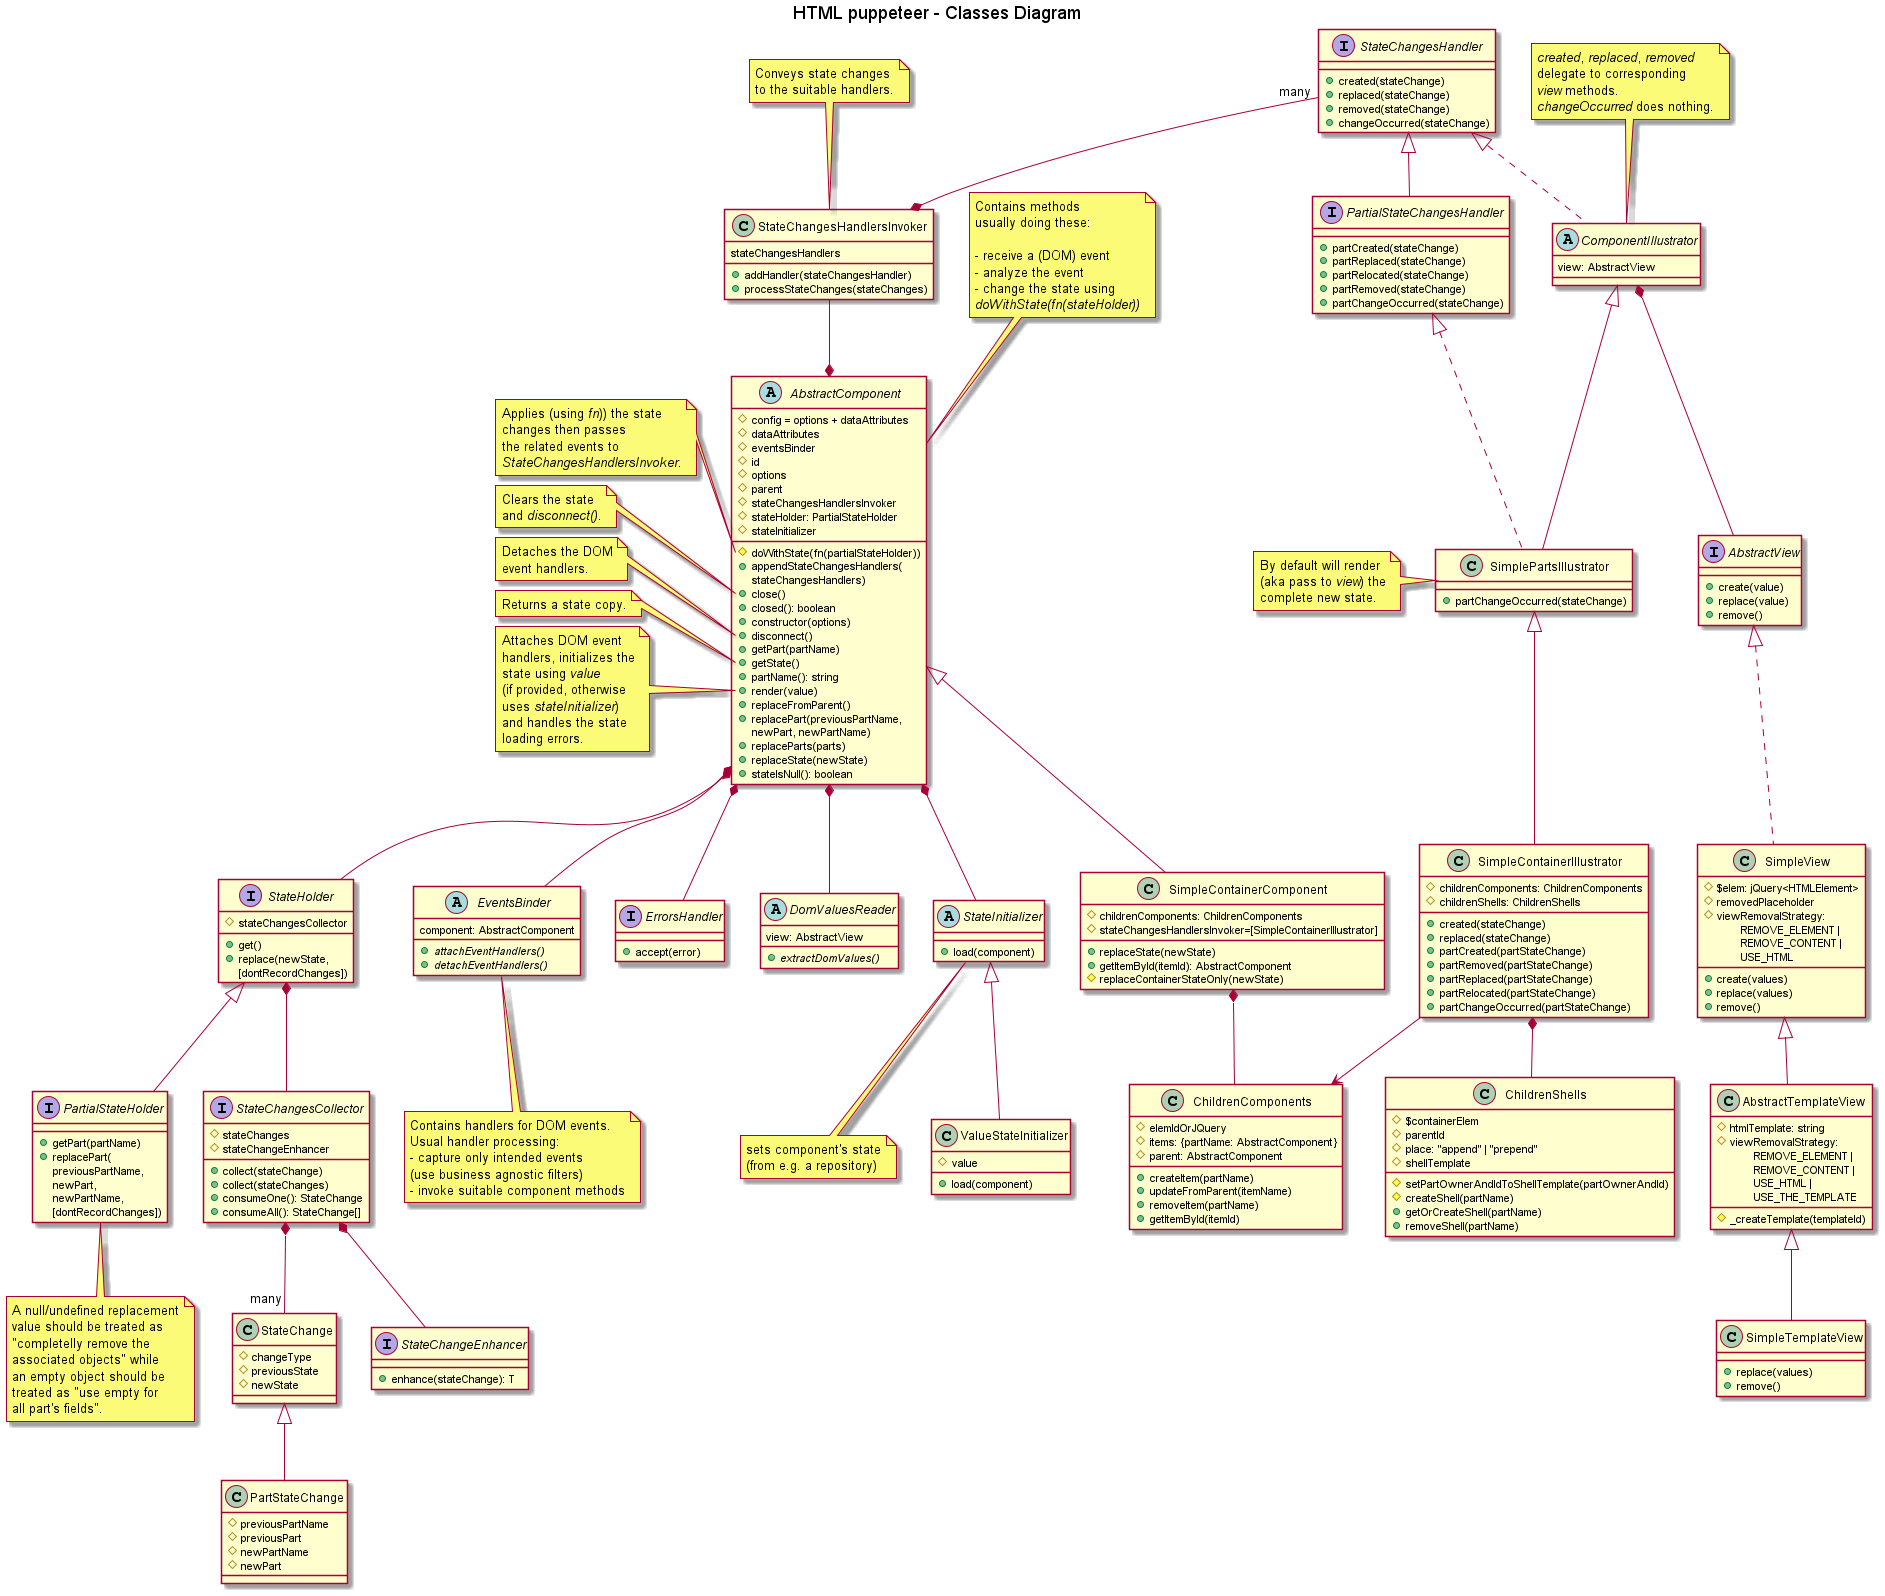 HTML puppeteer - Classes Diagram
I StateChangesHandler
created(stateChange)
replaced(stateChange)
removed(stateChange)
changeOccurred(stateChange)
many
created, replaced, removed
delegate to corresponding
view methods.
changeOccurred does nothing.
Conveys state changes
to the suitable handlers.
C StateChangesHandlersInvoker
stateChangesHandlers
addHandler(stateChangesHandler)
processStateChanges(stateChanges)
Contains methods
usually doing these:
- receive a (DOM) event
- analyze the event
- change the state using
doWithState(fn(stateHolder))
I PartialStateChangesHandler
partCreated(stateChange)
partReplaced(stateChange)
partRelocated(stateChange)
partRemoved(stateChange)
partChangeOccurred(stateChange)
A ComponentIllustrator
view: AbstractView
A AbstractComponent
config = options + dataAttributes
dataAttributes
eventsBinder
id
options
parent
stateChangesHandlersInvoker
stateHolder: PartialStateHolder
stateInitializer
doWithState(fn(partialStateHolder))
appendStateChangesHandlers(
stateChangesHandlers)
close()
closed(): boolean
constructor(options)
disconnect()
getPart(partName)
getState()
partName(): string
render(value)
replaceFromParent()
replacePart(previousPartName,
newPart, newPartName)
replaceParts(parts)
replaceState(newState)
stateIsNull(): boolean
Applies (using fn)) the state
changes then passes
the related events to
StateChangesHandlersInvoker.
Clears the state
and disconnect().
Detaches the DOM
event handlers.
Returns a state copy.
Attaches DOM event
handlers, initializes the
state using value
(if provided, otherwise
uses stateInitializer)
and handles the state
loading errors.
By default will render
(aka pass to view) the
complete new state.
C SimplePartsIllustrator
partChangeOccurred(stateChange)
I AbstractView
create(value)
replace(value)
remove()
I StateHolder
stateChangesCollector
get()
replace(newState,
[dontRecordChanges])
A EventsBinder
component: AbstractComponent
attachEventHandlers()
detachEventHandlers()
I ErrorsHandler
accept(error)
A DomValuesReader
view: AbstractView
extractDomValues()
A StateInitializer
load(component)
C SimpleContainerComponent
childrenComponents: ChildrenComponents
stateChangesHandlersInvoker=[SimpleContainerIllustrator]
replaceState(newState)
getItemById(itemId): AbstractComponent
replaceContainerStateOnly(newState)
C SimpleContainerIllustrator
childrenComponents: ChildrenComponents
childrenShells: ChildrenShells
created(stateChange)
replaced(stateChange)
partCreated(partStateChange)
partRemoved(partStateChange)
partReplaced(partStateChange)
partRelocated(partStateChange)
partChangeOccurred(partStateChange)
C SimpleView
$elem: jQuery<HTMLElement>
removedPlaceholder
viewRemovalStrategy:
REMOVE_ELEMENT |
REMOVE_CONTENT |
USE_HTML
create(values)
replace(values)
remove()
I PartialStateHolder
getPart(partName)
replacePart(
previousPartName,
newPart,
newPartName,
[dontRecordChanges])
I StateChangesCollector
stateChanges
stateChangeEnhancer
collect(stateChange)
collect(stateChanges)
consumeOne(): StateChange
consumeAll(): StateChange[]
Contains handlers for DOM events.
Usual handler processing:
- capture only intended events
(use business agnostic filters)
- invoke suitable component methods
sets component's state
(from e.g. a repository)
C ValueStateInitializer
value
load(component)
C ChildrenComponents
elemIdOrJQuery
items: {partName: AbstractComponent}
parent: AbstractComponent
createItem(partName)
updateFromParent(itemName)
removeItem(partName)
getItemById(itemId)
C ChildrenShells
$containerElem
parentId
place: "append" | "prepend"
shellTemplate
setPartOwnerAndIdToShellTemplate(partOwnerAndId)
createShell(partName)
getOrCreateShell(partName)
removeShell(partName)
C AbstractTemplateView
htmlTemplate: string
viewRemovalStrategy:
REMOVE_ELEMENT |
REMOVE_CONTENT |
USE_HTML |
USE_THE_TEMPLATE
_createTemplate(templateId)
A null/undefined replacement
value should be treated as
"completelly remove the
associated objects" while
an empty object should be
treated as "use empty for
all part's fields".
many
C StateChange
changeType
previousState
newState
I StateChangeEnhancer
enhance(stateChange): T
C SimpleTemplateView
replace(values)
remove()
C PartStateChange
previousPartName
previousPart
newPartName
newPart